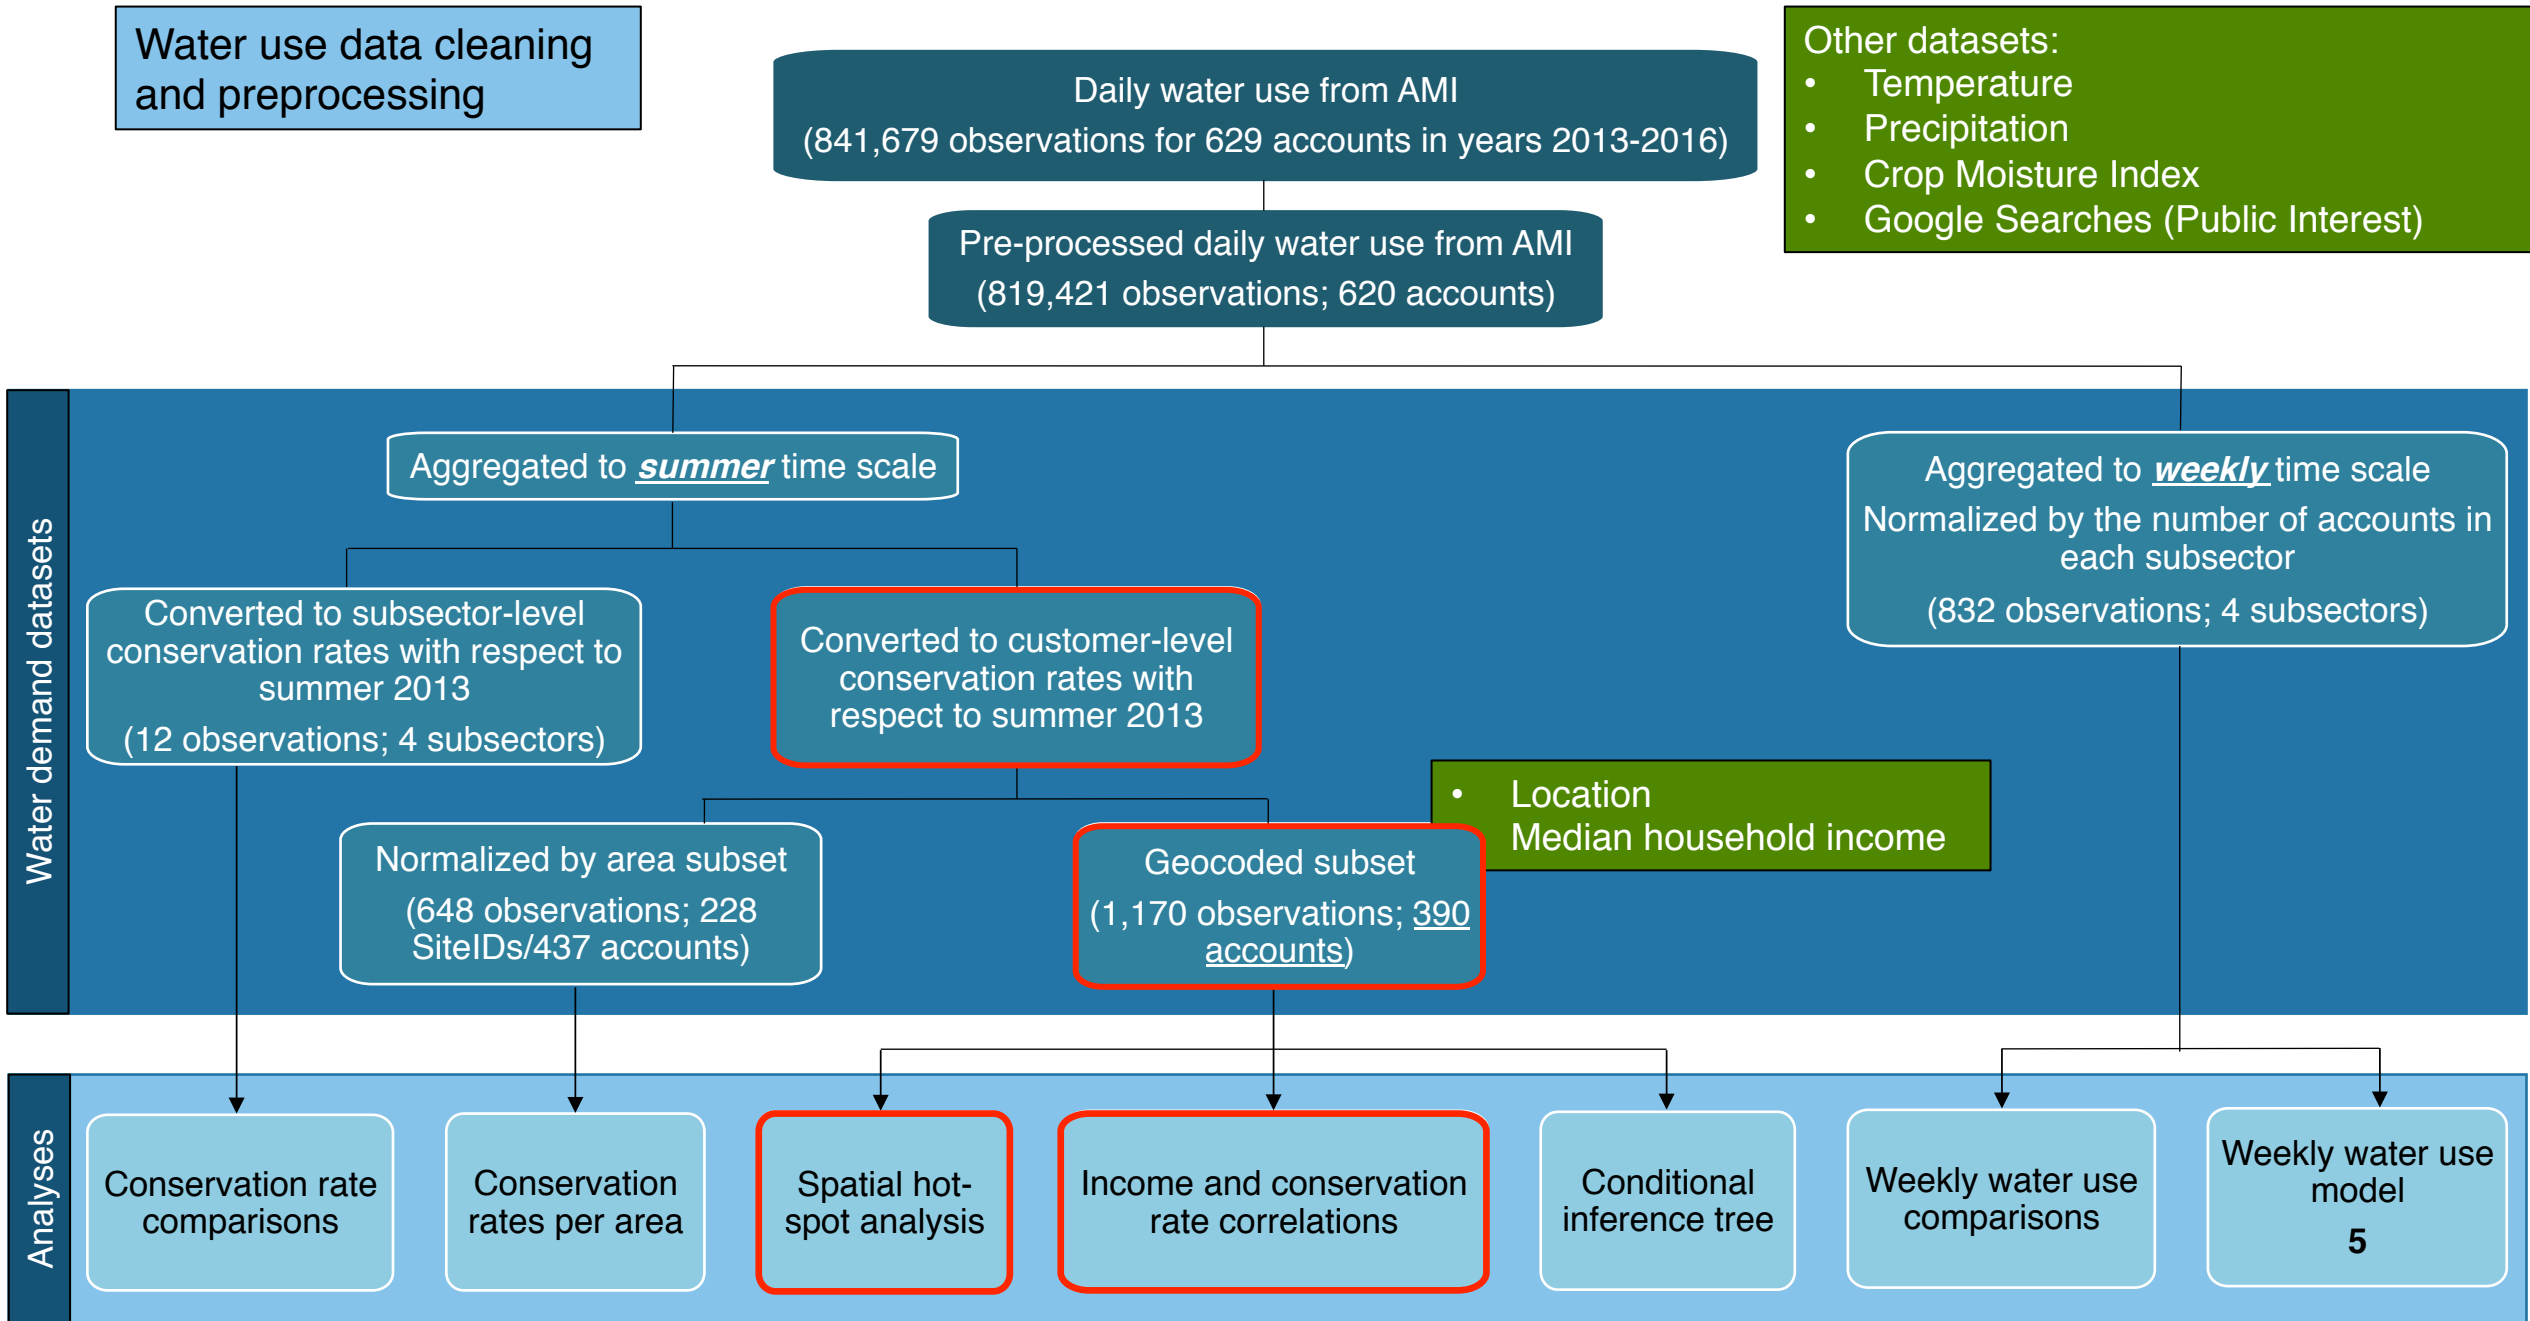 Water use data cleaning
and preprocessing
Daily water use from AMI
(841,679 observations for 629 accounts in years 2013-2016)
Other datasets:
• Temperature
• Precipitation
• Crop Moisture Index
• Google Searches (Public Interest)
Pre-processed daily water use from AMI
(819,421 observations; 620 accounts)
Water demand datasets
Aggregated to summer time scale
Aggregated to weekly time scale
Normalized by the number of accounts in
each subsector
(832 observations; 4 subsectors)
Converted to subsector-level
conservation rates with respect to
summer 2013
(12 observations; 4 subsectors)
Converted to customer-level
conservation rates with
respect to summer 2013
• Location
Median household income
Normalized by area subset
(648 observations; 228
SiteIDs/437 accounts)
Geocoded subset
(1,170 observations; 390
accounts)
Analyses
Conservation rate
comparisons
Conservation
rates per area
Spatial hot-
spot analysis
Income and conservation
rate correlations
Conditional
inference tree
Weekly water use
comparisons
Weekly water use
model
5